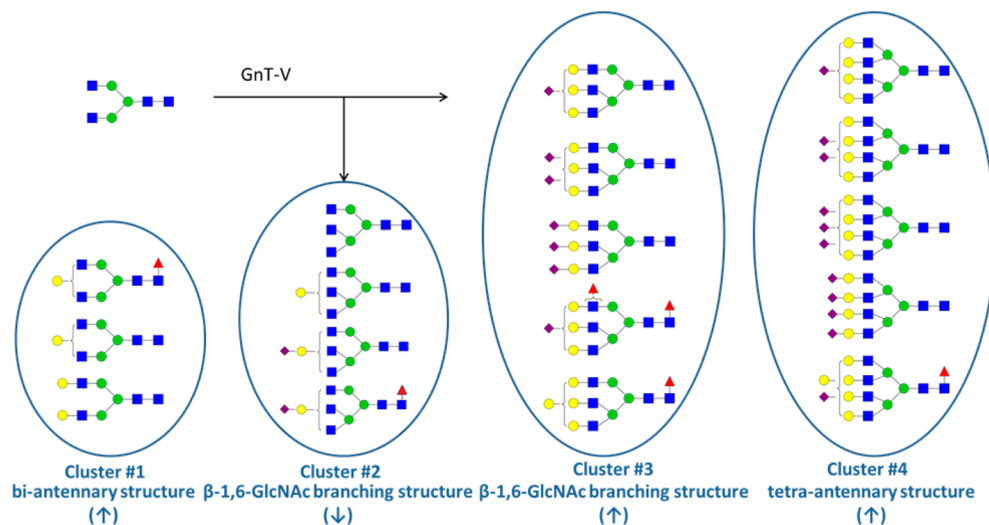 GnT-V
Cluster #1
bi-antennary structure
(↑)
Cluster #2
β-1,6-GlcNAc branching structure
(↓)
Cluster #3
β-1,6-GlcNAc branching structure
(↑)
Cluster #4
tetra-antennary structure
(↑)